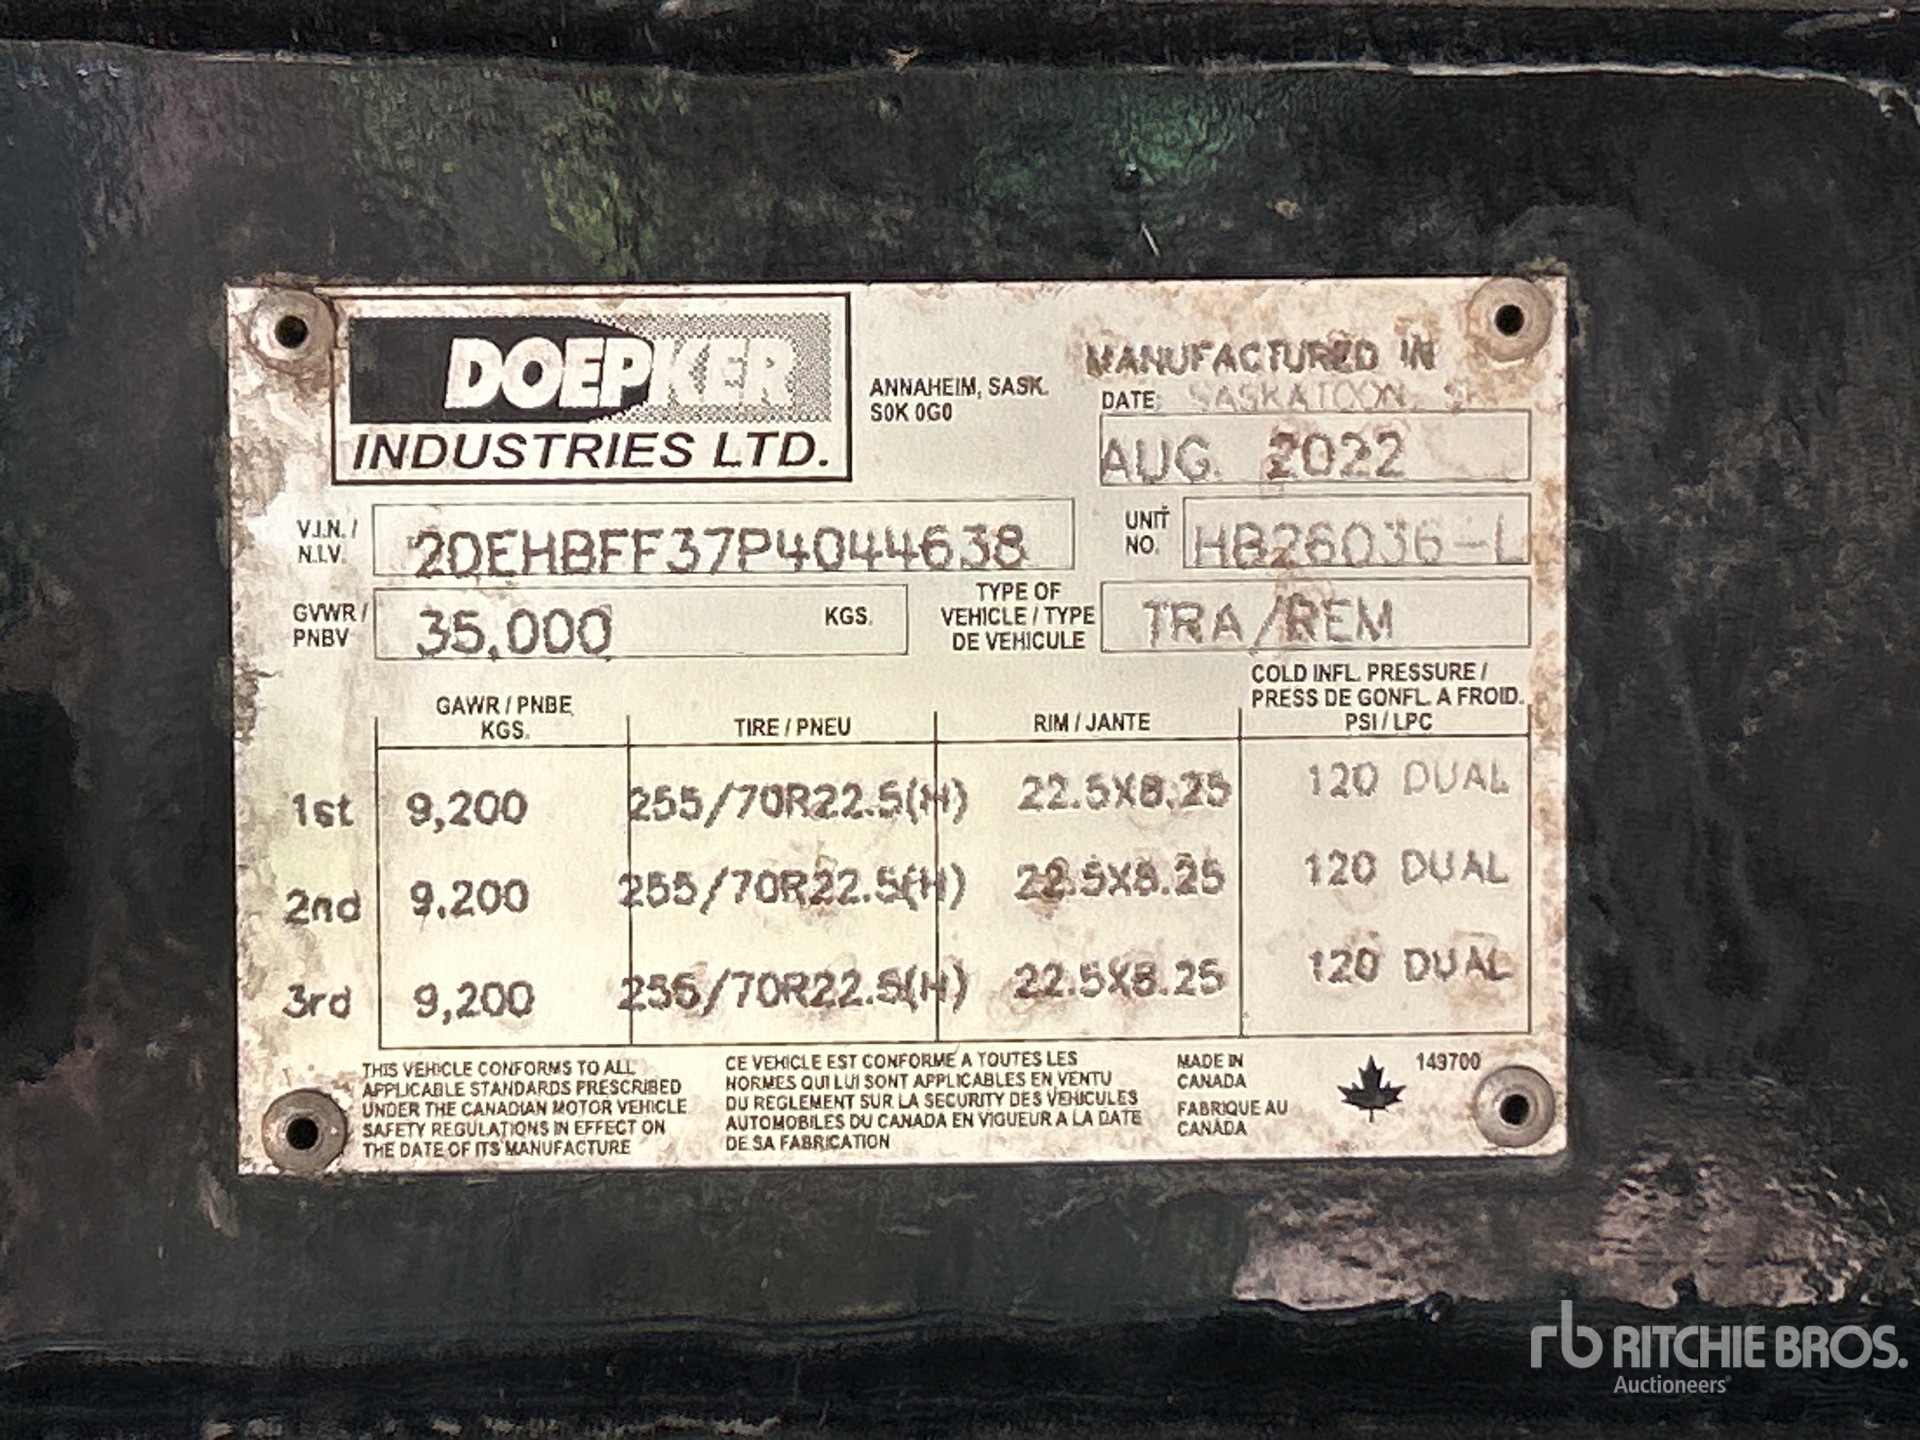 DOEPKER
INDUSTRIES LTD.
ANNAHEIM, SASK.
S0K 0G0
MANUFACTURED IN
DATE SASKATOON, SK
AUG. 2022
V.I.N. /
N.I.V.
2DEHBFF37P4044638
UNIT
NO.
HB26036-L
GVWR /
PNBV
35,000 KGS.
TYPE OF
VEHICLE / TYPE
DE VEHICULE
TRA/REM
GAWR / PNBE
KGS.
TIRE / PNEU
RIM / JANTE
COLD INFL. PRESSURE /
PRESS DE GONFL. A FROID.
PSI / LPC
1st 9,200 255/70R22.5(H) 22.5X8.25 120 DUAL
2nd 9,200 255/70R22.5(H) 22.5X8.25 120 DUAL
3rd 9,200 255/70R22.5(H) 22.5X8.25 120 DUAL
THIS VEHICLE CONFORMS TO ALL
APPLICABLE STANDARDS PRESCRIBED
UNDER THE CANADIAN MOTOR VEHICLE
SAFETY REGULATIONS IN EFFECT ON
THE DATE OF ITS MANUFACTURE
CE VEHICLE EST CONFORME A TOUTES LES
NORMES QUI LUI SONT APPLICABLES EN VENTU
DU REGLEMENT SUR LA SECURITY DES VEHICULES
AUTOMOBILES DU CANADA EN VIGUEUR A LA DATE
DE SA FABRICATION
MADE IN
CANADA
FABRIQUE AU
CANADA
149700
rb RITCHIE BROS.
Auctioneers